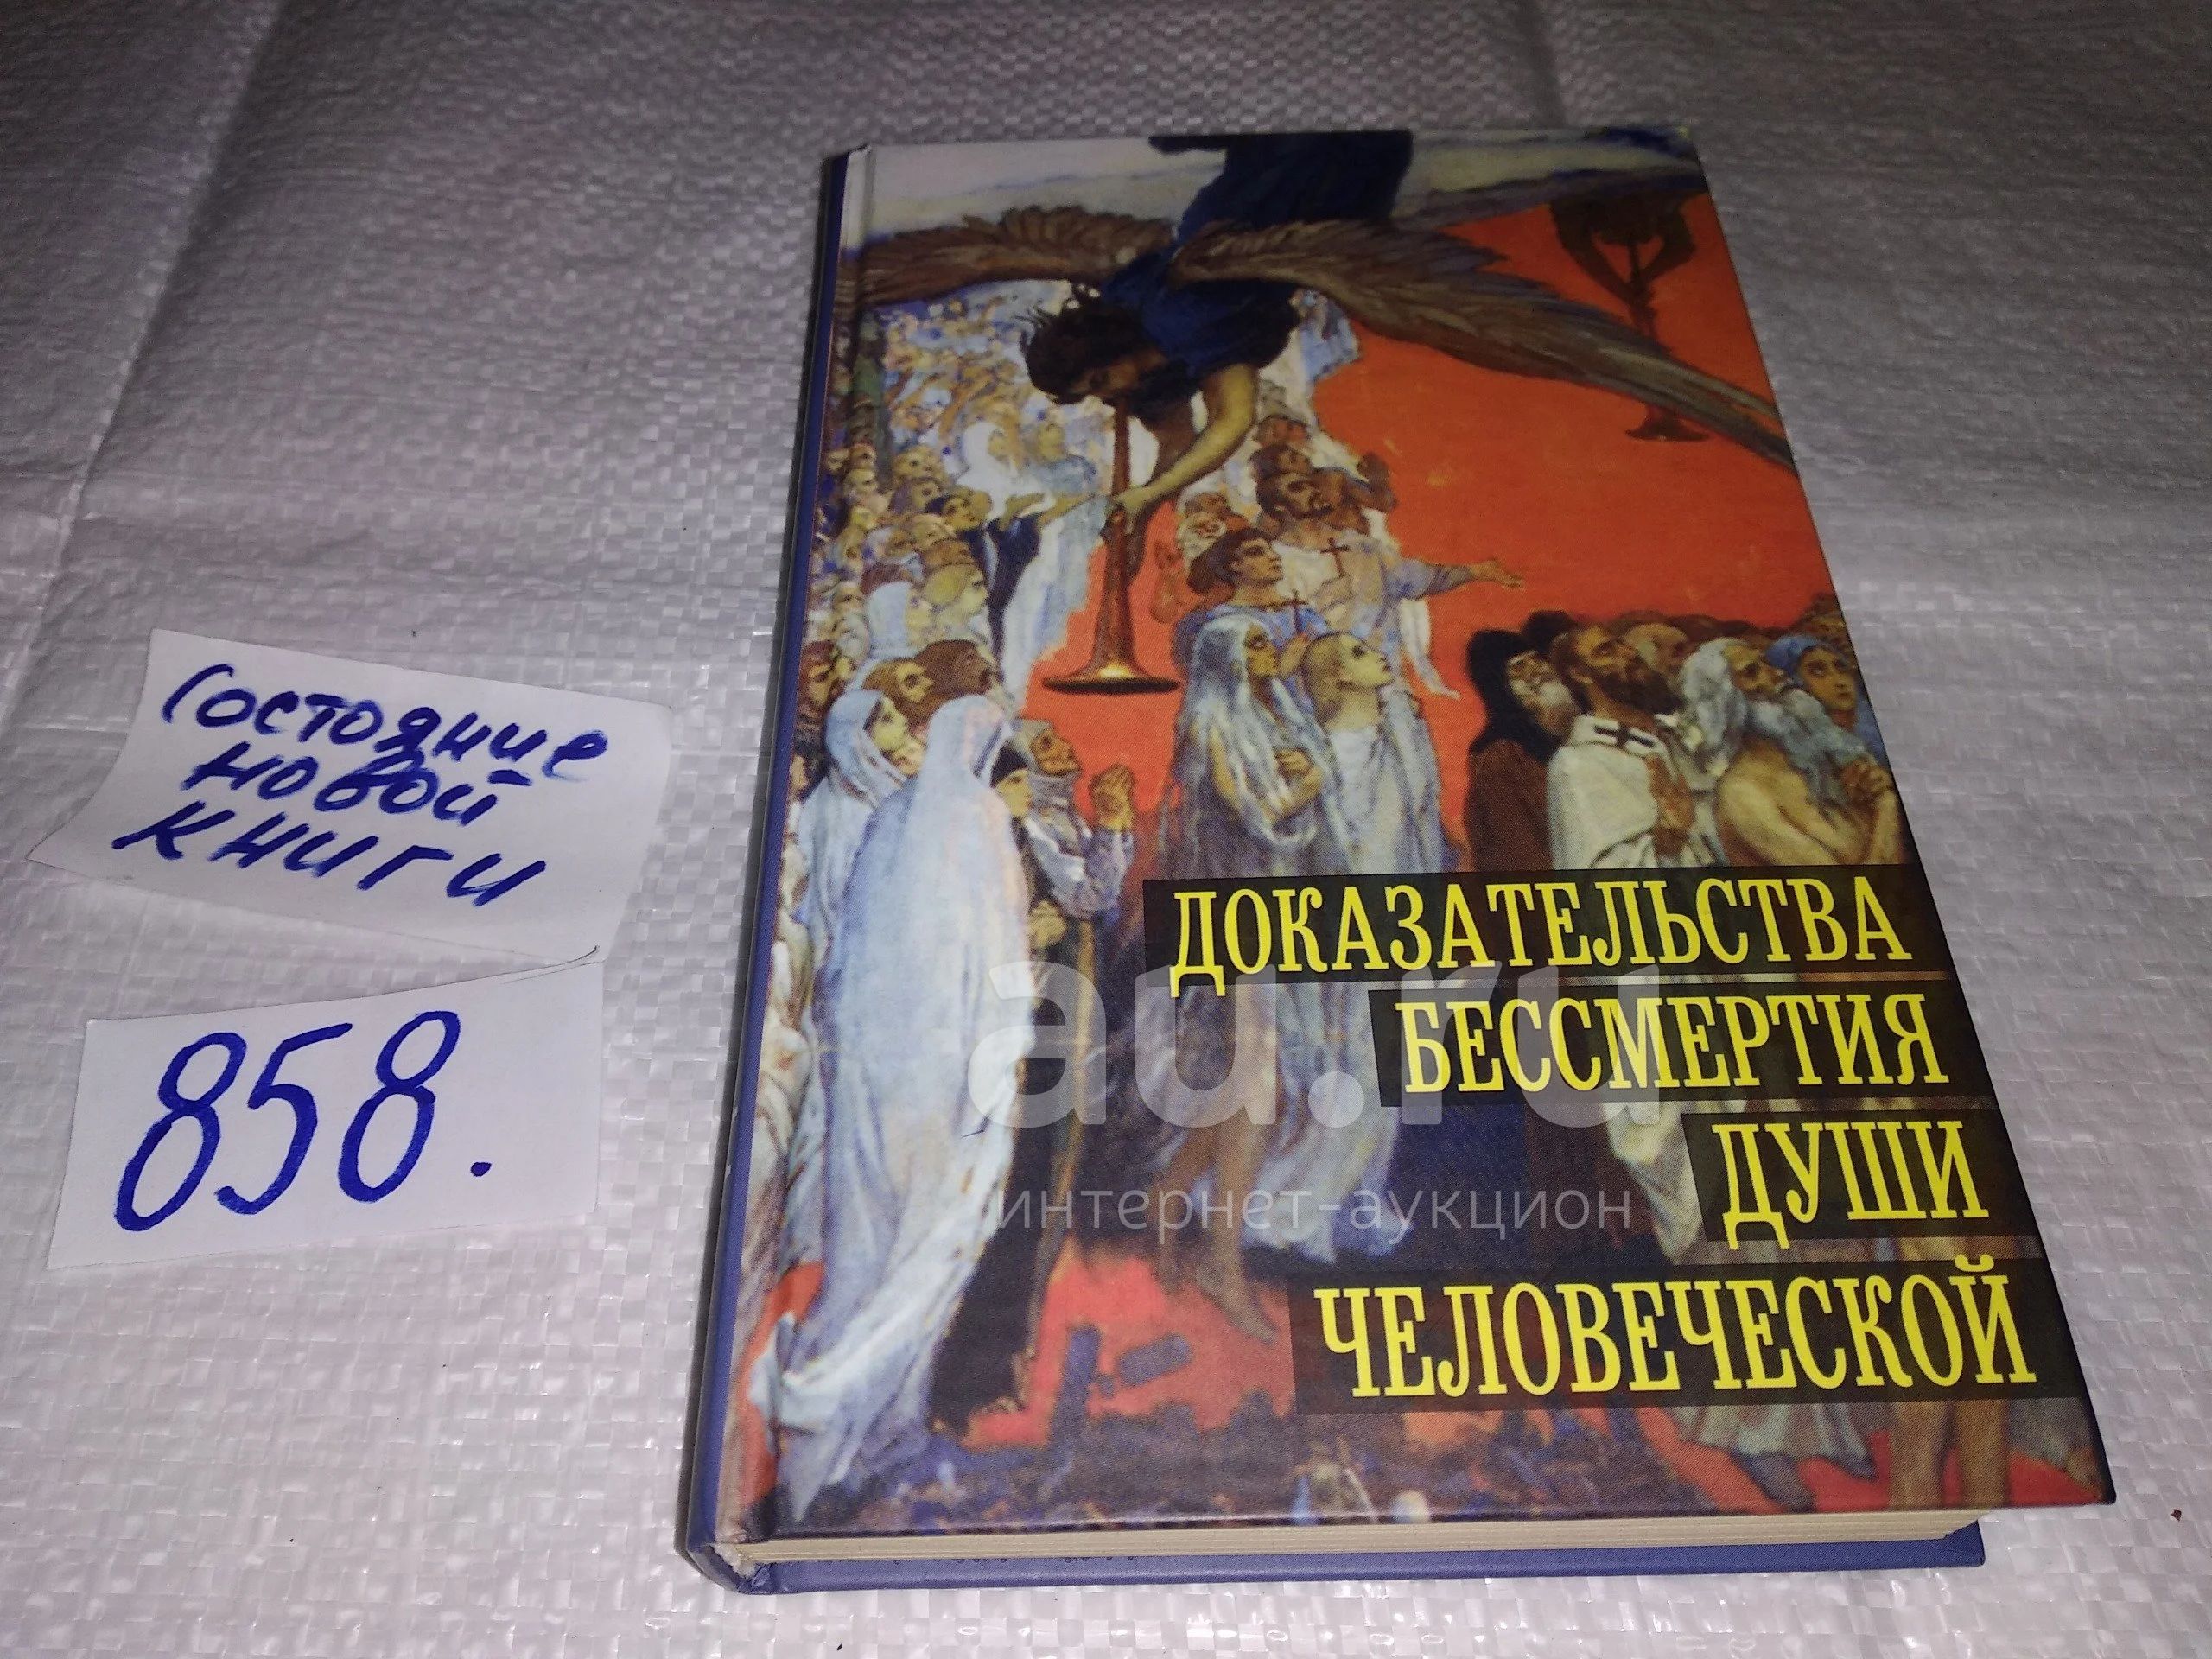 Состояние
новой
книги
858.
ДОКАЗАТЕЛЬСТВА
БЕССМЕРТИЯ
ДУШИ
ЧЕЛОВЕЧЕСКОЙ
au.ru
интернет-аукцион